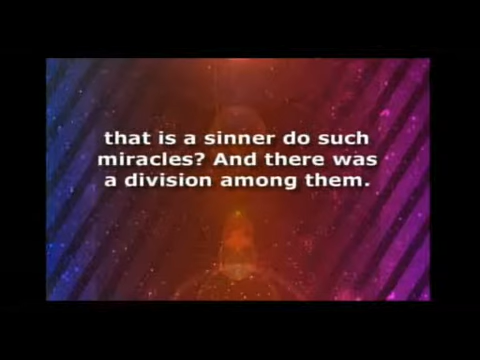 that is a sinner do such
miracles? And there was
a division among them.